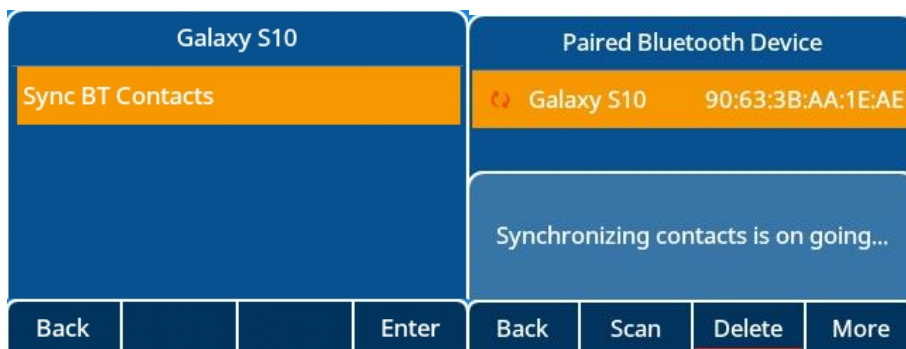 Galaxy S10
Sync BT Contacts
Back Enter
Paired Bluetooth Device
Galaxy S10 90:63:3B:AA:1E:AE
Synchronizing contacts is on going...
Back Scan Delete More